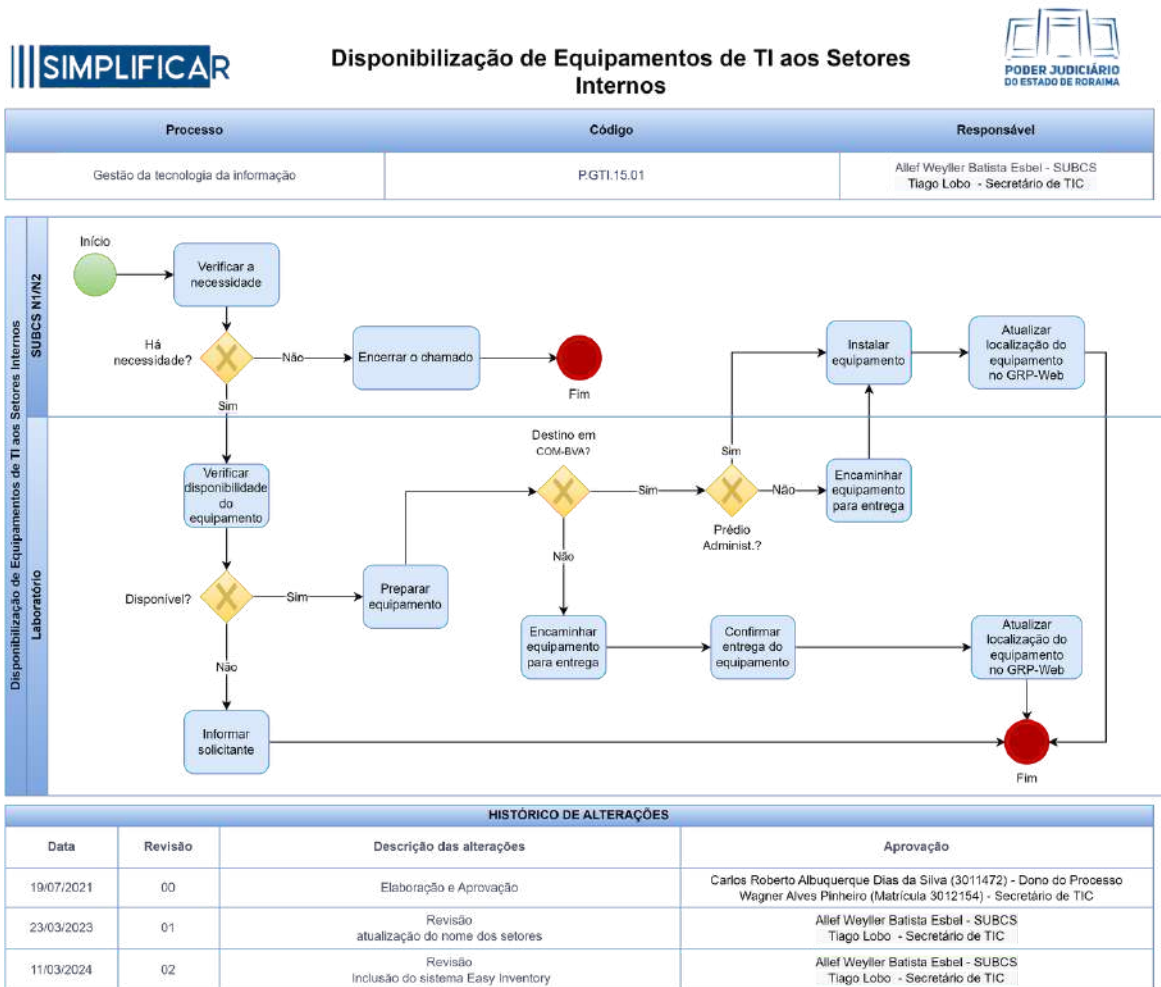 SIMPLIFICAR
Disponibilização de Equipamentos de TI aos Setores
Internos
PODER JUDICIÁRIO
DO ESTADO DE RORAIMA
Processo
Código
Responsável
Gestão da tecnologia da informação
P.GTI.15.01
Allef Weyller Batista Esbel - SUBCS
Tiago Lobo - Secretário de TIC
Disponibilização de Equipamentos de TI aos Setores Internos
SUBCS N1/N2
Início
Verificar a
necessidade
Há
necessidade?
Não
Encerrar o chamado
Fim
Sim
Instalar
equipamento
Atualizar
localização do
equipamento
no GRP-Web
Laboratório
Verificar
disponibilidade
do
equipamento
Disponível?
Sim
Preparar
equipamento
Não
Informar
solicitante
Destino em
COM-BVA?
Sim
Não
Sim
Prédio
Administ.?
Não
Encaminhar
equipamento
para entrega
Encaminhar
equipamento
para entrega
Confirmar
entrega do
equipamento
Atualizar
localização do
equipamento
no GRP-Web
Fim
HISTÓRICO DE ALTERAÇÕES
Data
Revisão
Descrição das alterações
Aprovação
19/07/2021
00
Elaboração e Aprovação
Carlos Roberto Albuquerque Dias da Silva (3011472) - Dono do Processo
Wagner Alves Pinheiro (Matrícula 3012154) - Secretário de TIC
23/03/2023
01
Revisão
atualização do nome dos setores
Allef Weyller Batista Esbel - SUBCS
Tiago Lobo - Secretário de TIC
11/03/2024
02
Revisão
Inclusão do sistema Easy Inventory
Allef Weyller Batista Esbel - SUBCS
Tiago Lobo - Secretário de TIC